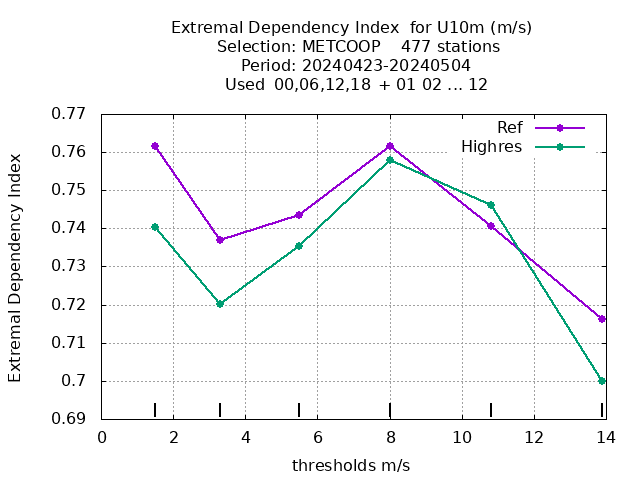 Extremal Dependency Index  for U10m (m/s)
Selection: METCOOP    477 stations
Period: 20240423-20240504
Used  00,06,12,18  + 01 02 ... 12
Extremal Dependency Index
0.77
0.76
0.75
0.74
0.73
0.72
0.71
0.7
0.69
Ref
Highres
0 2 4 6 8 10 12 14
thresholds m/s